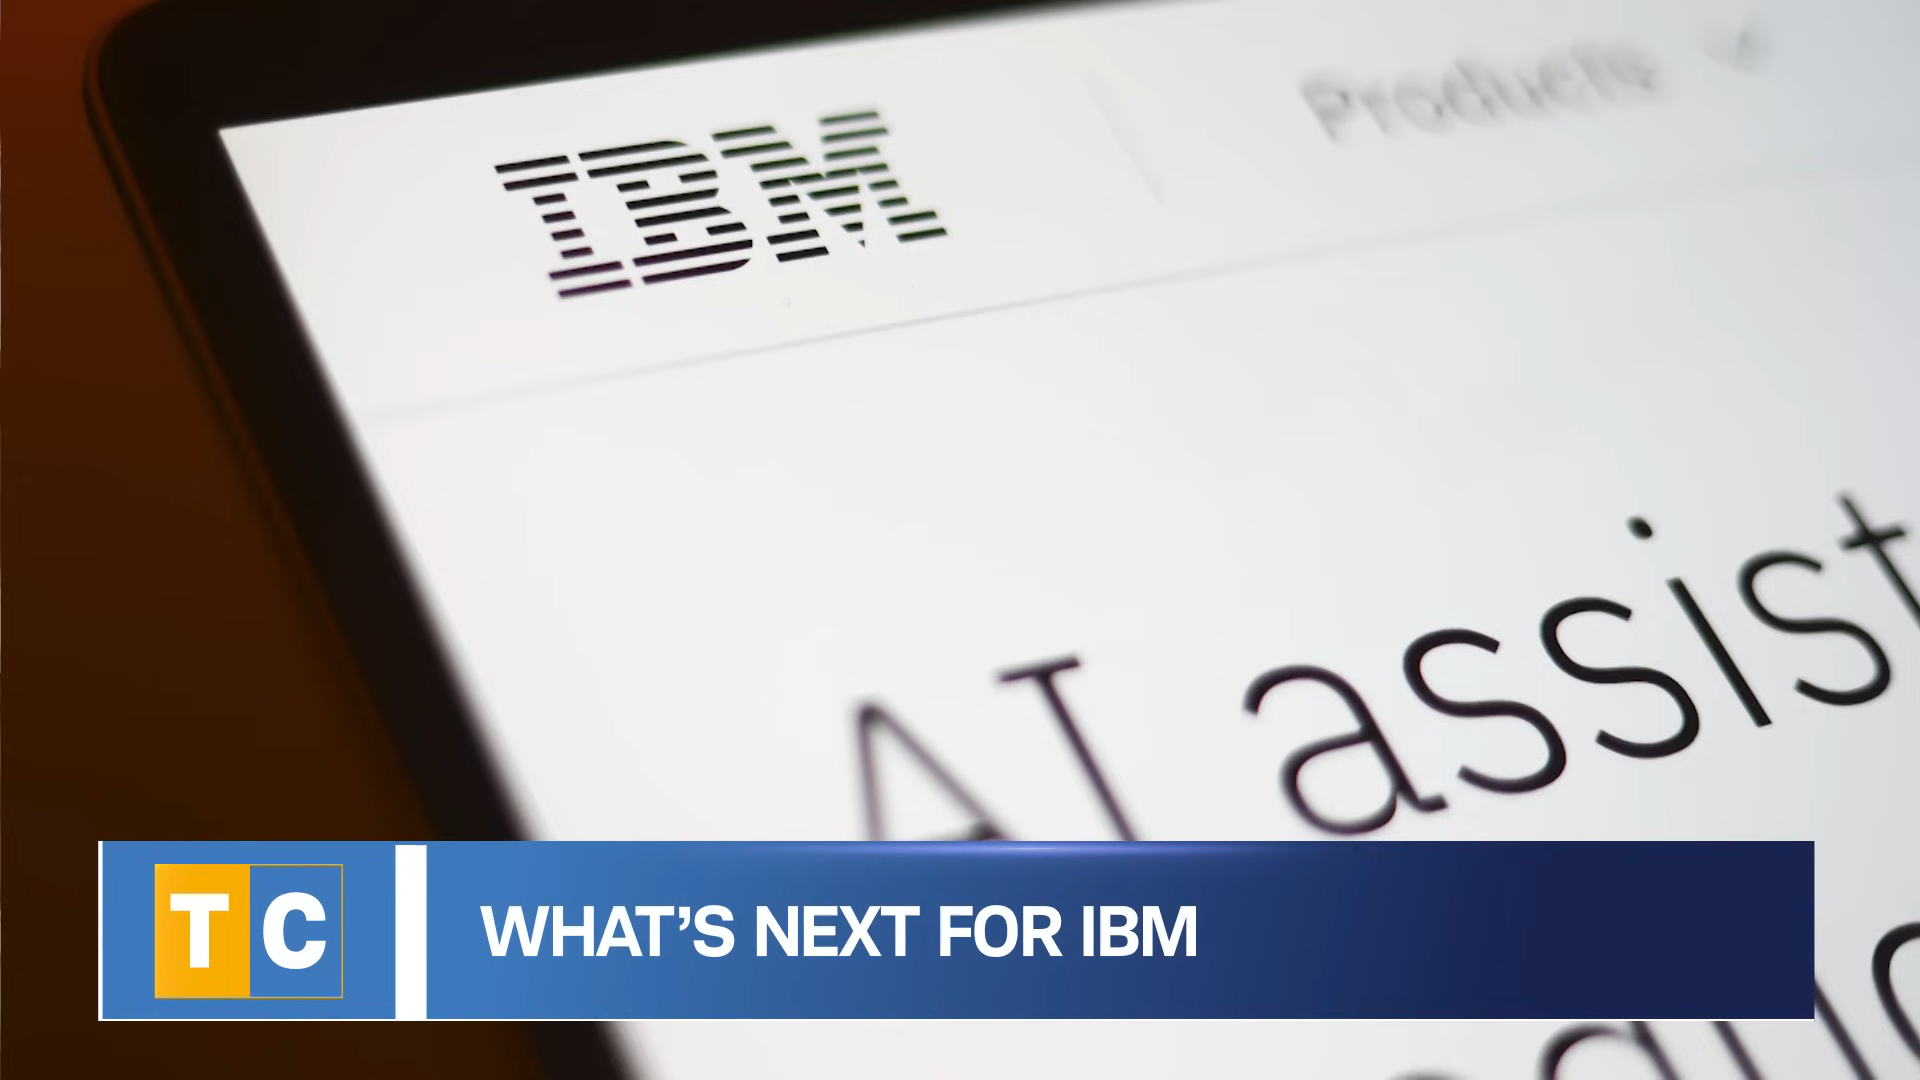 IBM
Products
AI assist
TC
WHAT'S NEXT FOR IBM